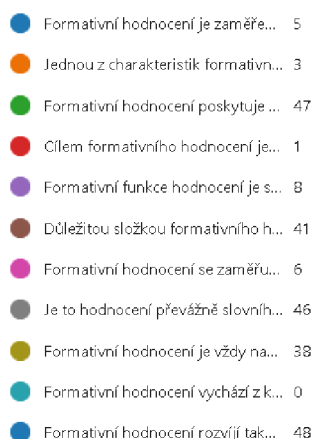 Formativní hodnocení je zaměře... 5
Jednou z charakteristik formativn... 3
Formativní hodnocení poskytuje ... 47
Cílem formativního hodnocení je... 1
Formativní funkce hodnocení je s... 8
Důležitou složkou formativního h... 41
Formativní hodnocení se zaměřu... 6
Je to hodnocení převážně slovníh... 46
Formativní hodnocení je vždy na... 38
Formativní hodnocení vychází z k... 0
Formativní hodnocení rozvíjí tak... 48